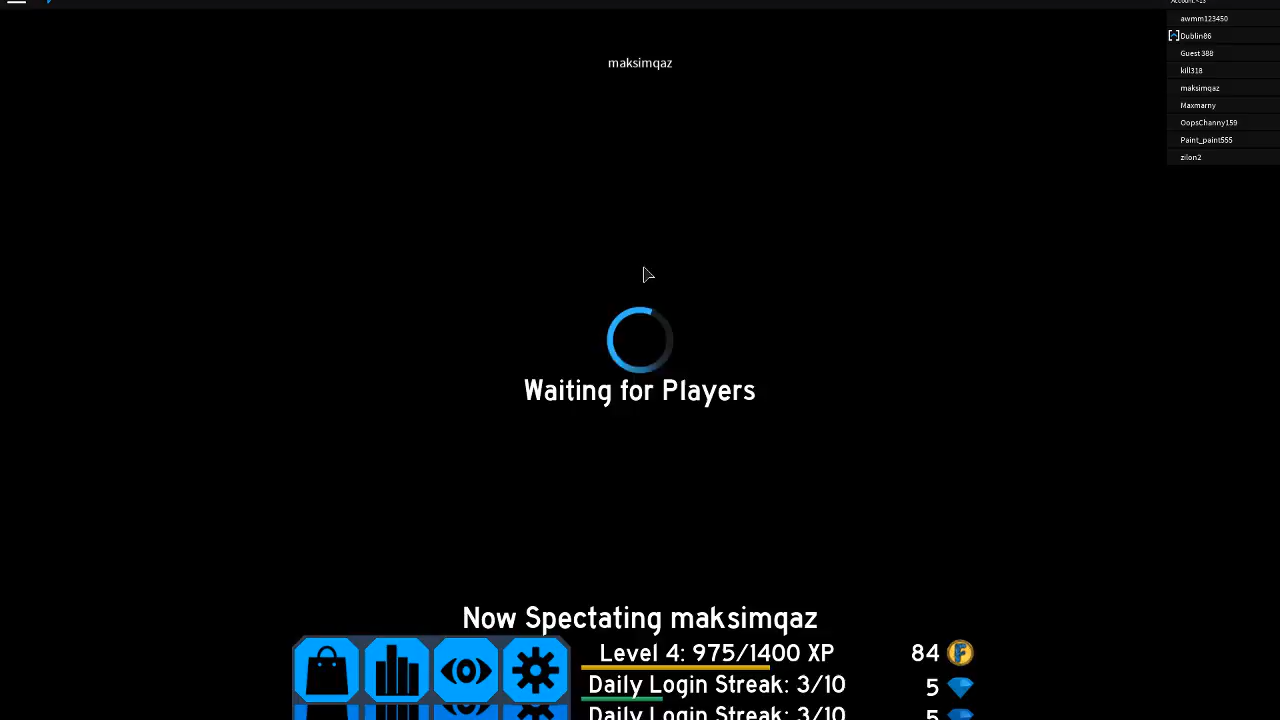 Account: <13
awmm123450
Dublin86
Guest 388
kill318
maksimqaz
Maxmarny
OopsChanny159
Paint_paint555
zilon2
maksimqaz
Waiting for Players
Now Spectating maksimqaz
Level 4: 975/1400 XP
84
Daily Login Streak: 3/10
5
Daily Login Streak: 3/10
5